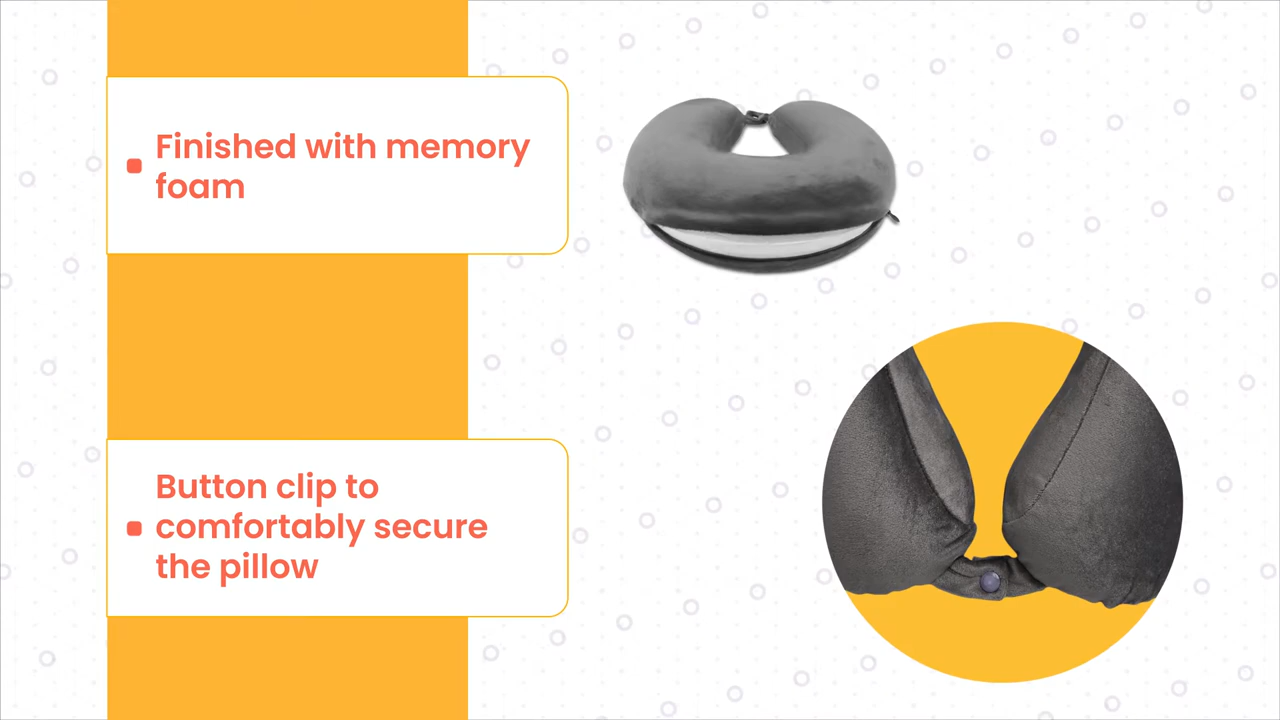 Finished with memory
foam
Button clip to
comfortably secure
the pillow